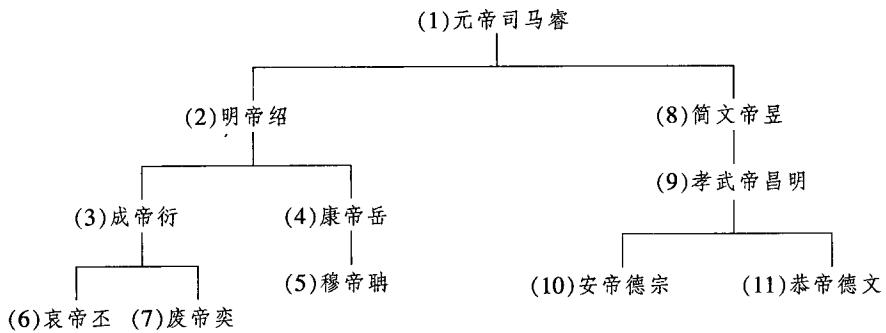 (1)元帝司马睿
(2)明帝绍
(8)简文帝昱
(9)孝武帝昌明
(3)成帝衍
(4)康帝岳
(5)穆帝聃
(10)安帝德宗
(11)恭帝德文
(6)哀帝丕
(7)废帝奕